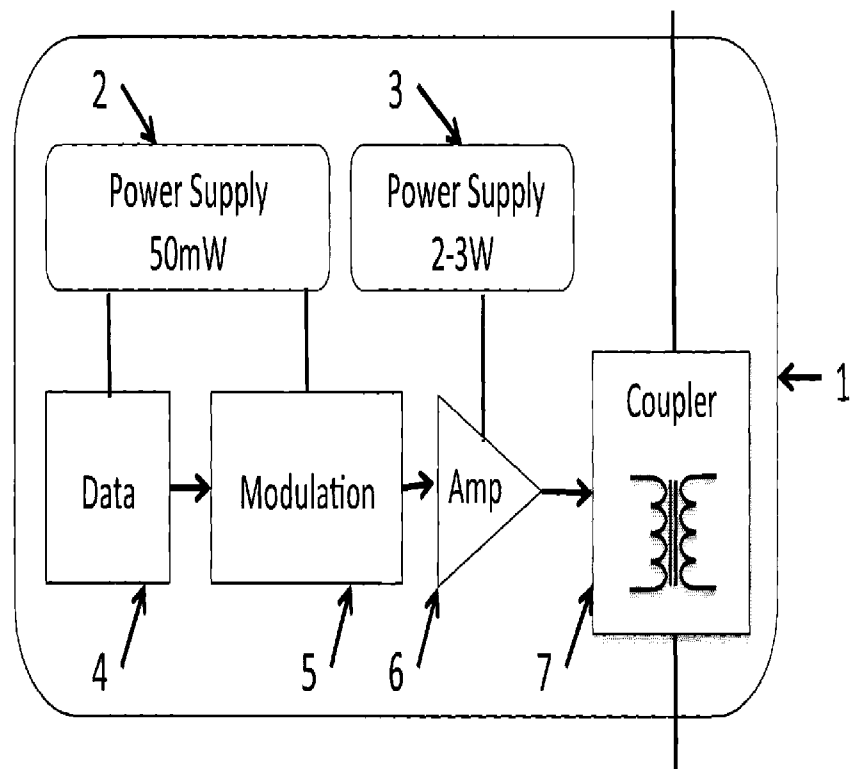 2
3
Power Supply
50mW
Power Supply
2-3W
1
Coupler
Data
Modulation
Amp
4
5
6
7